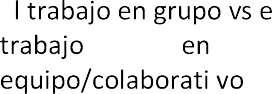 l trabajo en grupo vs e
trabajo en
equipo/colaborati vo